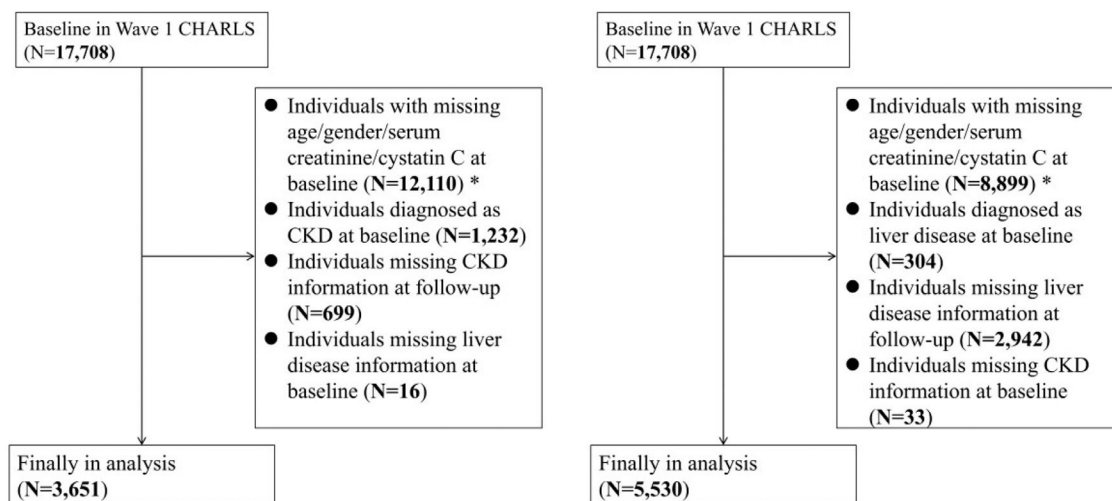 Baseline in Wave 1 CHARLS
(N=17,708)
● Individuals with missing
age/gender/serum
creatinine/cystatin C at
baseline (N=12,110) *
● Individuals diagnosed as
CKD at baseline (N=1,232)
● Individuals missing CKD
information at follow-up
(N=699)
● Individuals missing liver
disease information at
baseline (N=16)
Finally in analysis
(N=3,651)
Baseline in Wave 1 CHARLS
(N=17,708)
● Individuals with missing
age/gender/serum
creatinine/cystatin C at
baseline (N=8,899) *
● Individuals diagnosed as
liver disease at baseline
(N=304)
● Individuals missing liver
disease information at
follow-up (N=2,942)
● Individuals missing CKD
information at baseline
(N=33)
Finally in analysis
(N=5,530)